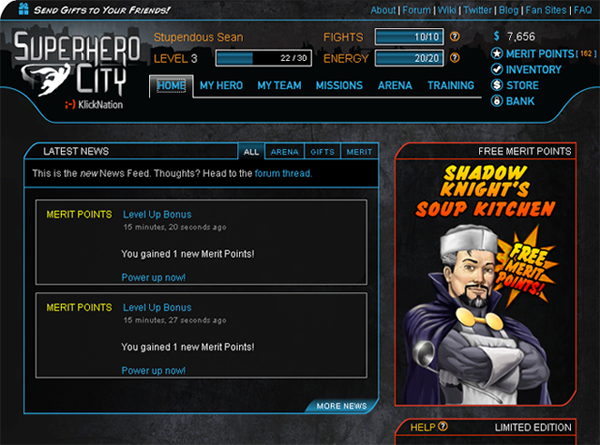 Send Gifts to Your Friends!
About | Forum | Wiki | Twitter | Blog | Fan Sites | FAQ
SUPERHERO CITY
;-) KlickNation
Stupendous Sean
LEVEL 3
22 / 30
FIGHTS 10/10 ?
ENERGY 20/20 ?
$ 7,656
MERIT POINTS [ 162 ]
INVENTORY
$ STORE
BANK
HOME MY HERO MY TEAM MISSIONS ARENA TRAINING
LATEST NEWS
ALL ARENA GIFTS MERIT
This is the new News Feed. Thoughts? Head to the forum thread.
MERIT POINTS Level Up Bonus
15 minutes, 20 seconds ago
You gained 1 new Merit Points!
Power up now!
MERIT POINTS Level Up Bonus
15 minutes, 27 seconds ago
You gained 1 new Merit Points!
Power up now!
MORE NEWS
FREE MERIT POINTS
SHADOW
KNIGHT'S
SOUP KITCHEN
FREE
MERIT
POINTS!
HELP ? LIMITED EDITION